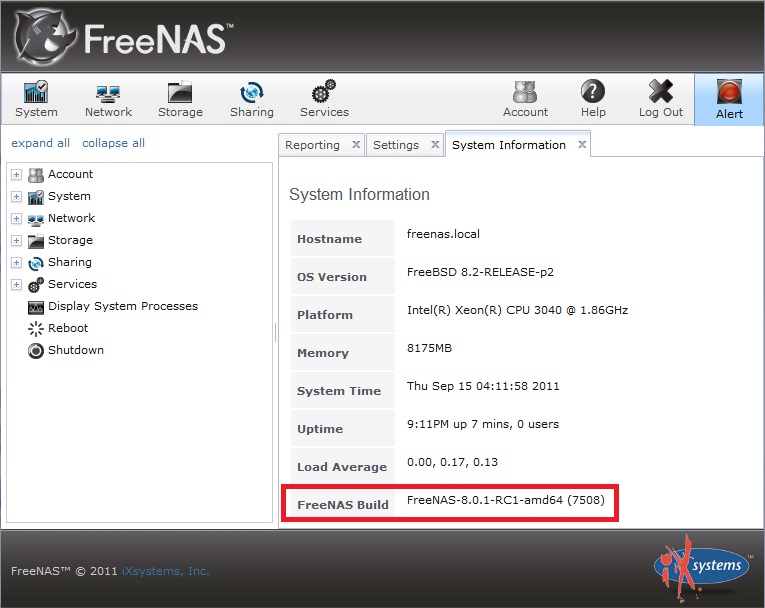 FreeNAS™
System Network Storage Sharing Services Account Help Log Out Alert
expand all collapse all
Reporting Settings System Information
Account
System
Network
Storage
Sharing
Services
Display System Processes
Reboot
Shutdown
System Information
Hostname freenas.local
OS Version FreeBSD 8.2-RELEASE-p2
Platform Intel(R) Xeon(R) CPU 3040 @ 1.86GHz
Memory 8175MB
System Time Thu Sep 15 04:11:58 2011
Uptime 9:11PM up 7 mins, 0 users
Load Average 0.00, 0.17, 0.13
FreeNAS Build FreeNAS-8.0.1-RC1-amd64 (7508)
FreeNAS™ © 2011 iXsystems, Inc.
iXsystems™